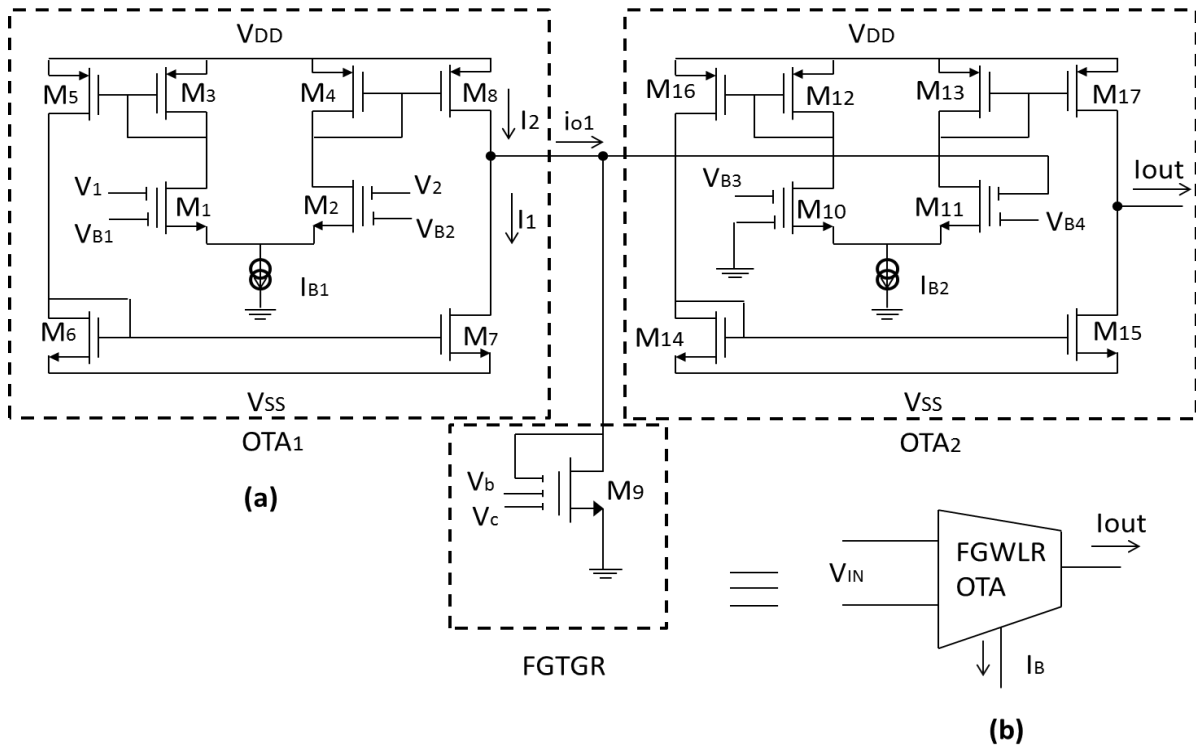 VDD
VDD
M5
M3
M4
M8
I2
io1
M16
M12
M13
M17
V1
VB1
M1
M2
V2
VB2
I1
VB3
M10
M11
VB4
Iout
IB1
IB2
M6
M7
M14
M15
VSS
VSS
OTA1
OTA2
(a)
Vb
Vc
M9
FGTGR
VIN
FGWLR
OTA
Iout
IB
(b)